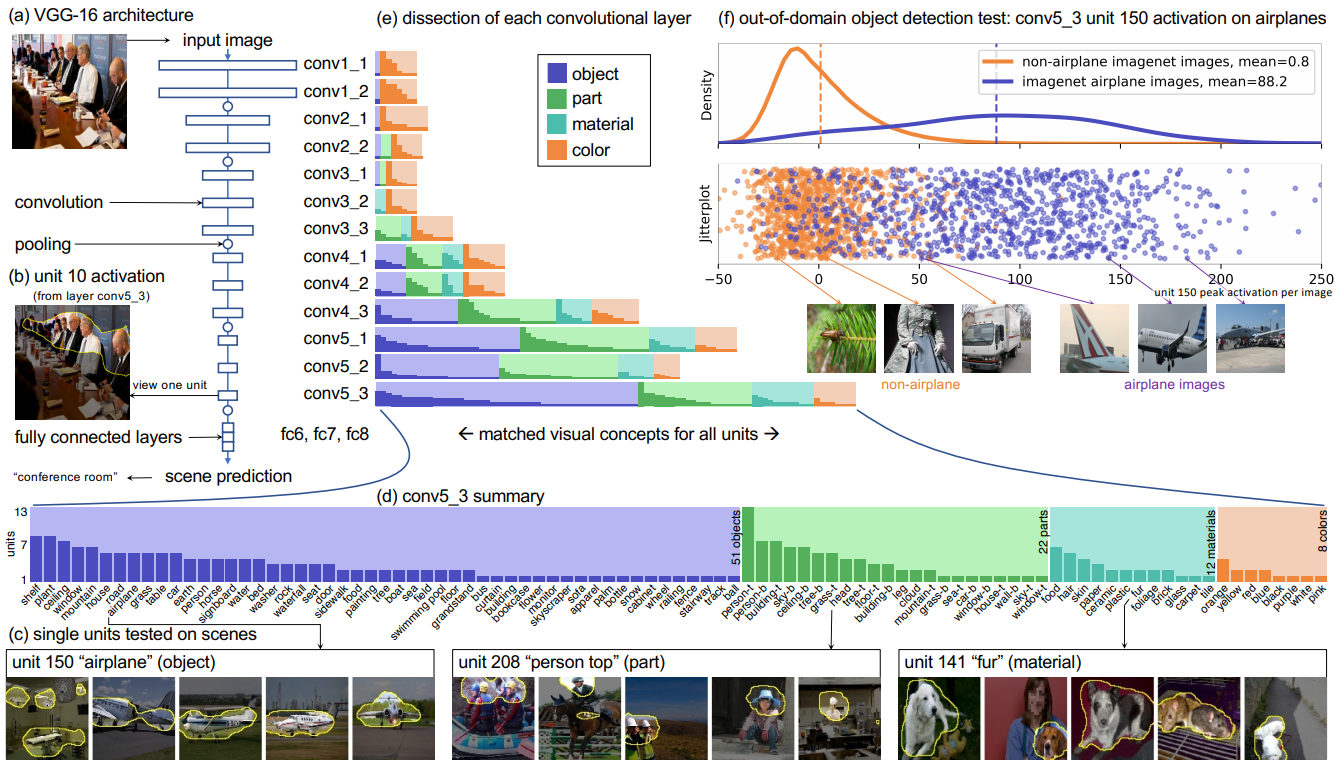 (a) VGG-16 architecture
input image
conv1_1
conv1_2
conv2_1
conv2_2
conv3_1
conv3_2
conv3_3
conv4_1
conv4_2
conv4_3
conv5_1
conv5_2
conv5_3
convolution
pooling
(b) unit 10 activation
(from layer conv5_3)
view one unit
fully connected layers
fc6, fc7, fc8
"conference room"
scene prediction
(e) dissection of each convolutional layer
object
part
material
color
← matched visual concepts for all units →
(f) out-of-domain object detection test: conv5_3 unit 150 activation on airplanes
Density
non-airplane imagenet images, mean=0.8
imagenet airplane images, mean=88.2
Jitterplot
−50 0 50 100 150 200 250
unit 150 peak activation per image
non-airplane
airplane images
(d) conv5_3 summary
units
13
7
1
51 objects
22 parts
12 materials
8 colors
shelf
plant
ceiling
window
mountain
house
road
airplane
grass
table
car
earth
person
horse
signboard
water
bed
washer
rock
waterfall
seat
door
sidewalk
food
painting
tree
boat
sea
field
swimming pool
floor
grandstand
bus
curtain
building
bookcase
flower
monitor
skyscraper
sofa
apparel
palm
bottle
snow
cabinet
wheel
railing
fence
stairway
track
ball
person-t
person-b
building-t
sky-t
ceiling-b
tree-b
grass-t
head
tree-t
floor-t
building-b
leg
cloud
mountain-t
grass-b
sea-t
cat-b
window-b
house-b
wall-b
sky-l
window-t
food
hair
skin
paper
ceramic
plastic
fur
foliage
brick
glass
carpet
tile
orange
yellow
red
blue
black
purple
white
pink
(c) single units tested on scenes
unit 150 "airplane” (object)
unit 208 "person top” (part)
unit 141 "fur” (material)